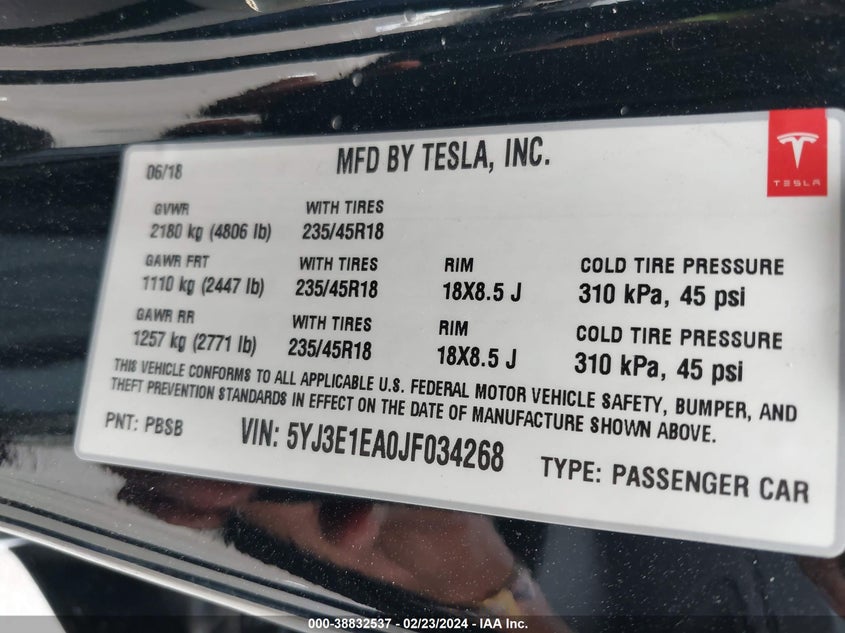 06/18
MFD BY TESLA, INC.
TESLA
GVWR WITH TIRES
2180 kg (4806 lb) 235/45R18
GAWR FRT WITH TIRES RIM COLD TIRE PRESSURE
1110 kg (2447 lb) 235/45R18 18X8.5 J 310 kPa, 45 psi
GAWR RR WITH TIRES RIM COLD TIRE PRESSURE
1257 kg (2771 lb) 235/45R18 18X8.5 J 310 kPa, 45 psi
THIS VEHICLE CONFORMS TO ALL APPLICABLE U.S. FEDERAL MOTOR VEHICLE SAFETY, BUMPER, AND
THEFT PREVENTION STANDARDS IN EFFECT ON THE DATE OF MANUFACTURE SHOWN ABOVE.
PNT: PBSB VIN: 5YJ3E1EA0JF034268 TYPE: PASSENGER CAR
000-38832537 - 02/23/2024 - IAA Inc.